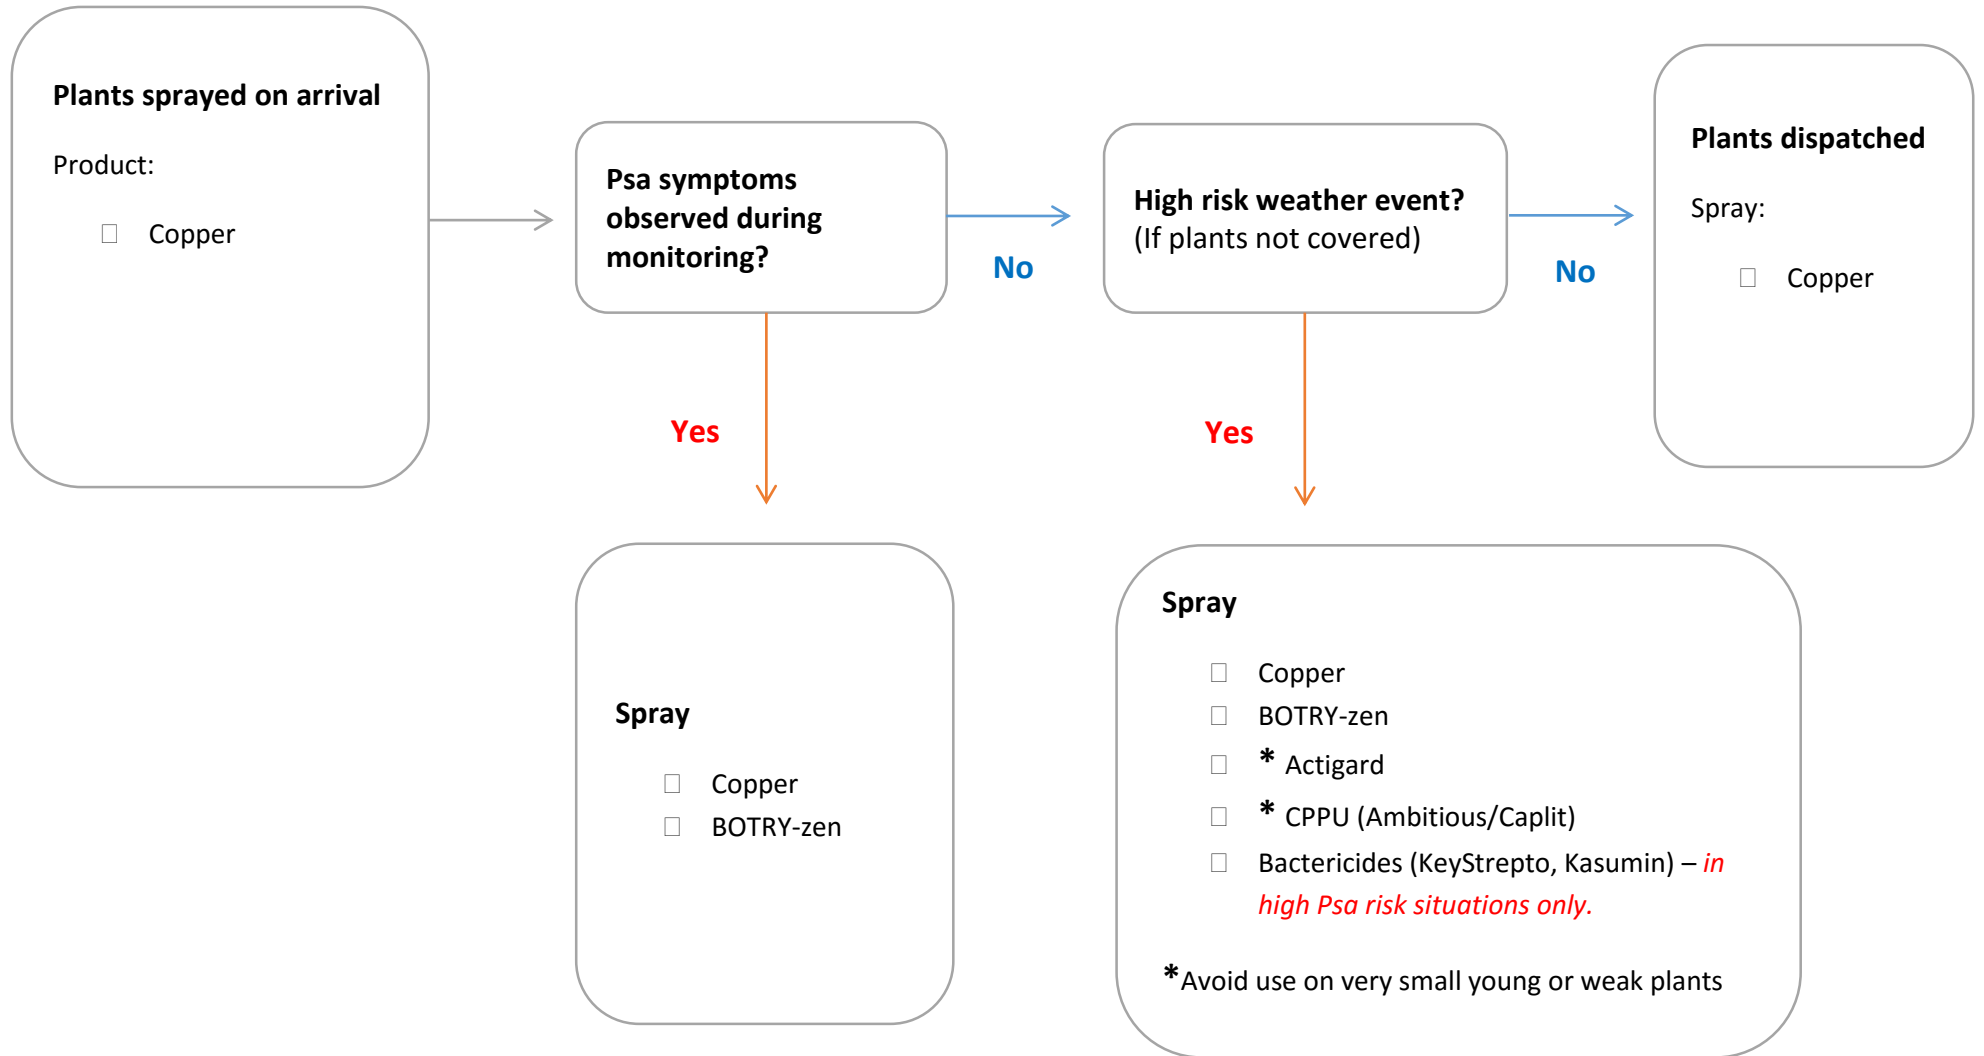 Plants sprayed on arrival
Product:
☐ Copper
Psa symptoms
observed during
monitoring?
No
Yes
High risk weather event?
(If plants not covered)
No
Yes
Plants dispatched
Spray:
☐ Copper
Spray
☐ Copper
☐ BOTRY-zen
Spray
☐ Copper
☐ BOTRY-zen
☐ * Actigard
☐ * CPPU (Ambitious/Caplit)
☐ Bactericides (KeyStrepto, Kasumin) – in
high Psa risk situations only.
*Avoid use on very small young or weak plants